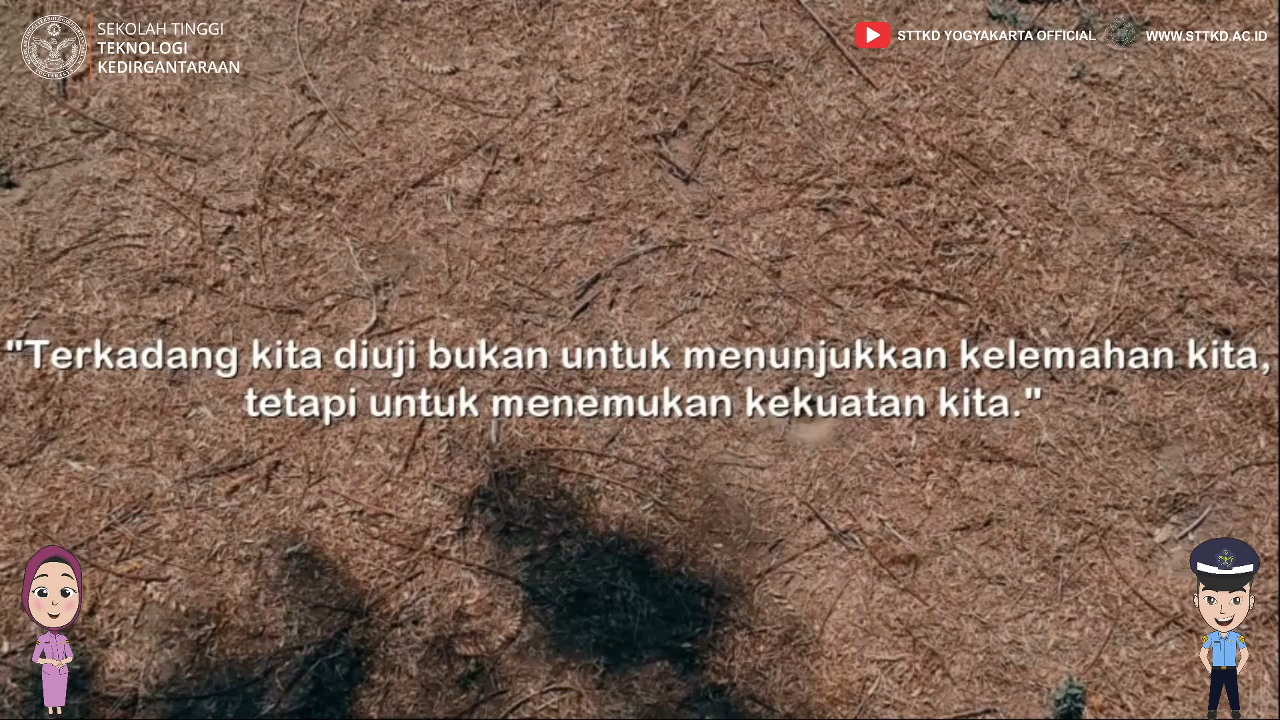 SEKOLAH TINGGI
TEKNOLOGI
KEDIRGANTARAAN
STTKD YOGYAKARTA OFFICIAL
WWW.STTKD.AC.ID
"Terkadang kita diuji bukan untuk menunjukkan kelemahan kita,
tetapi untuk menemukan kekuatan kita."